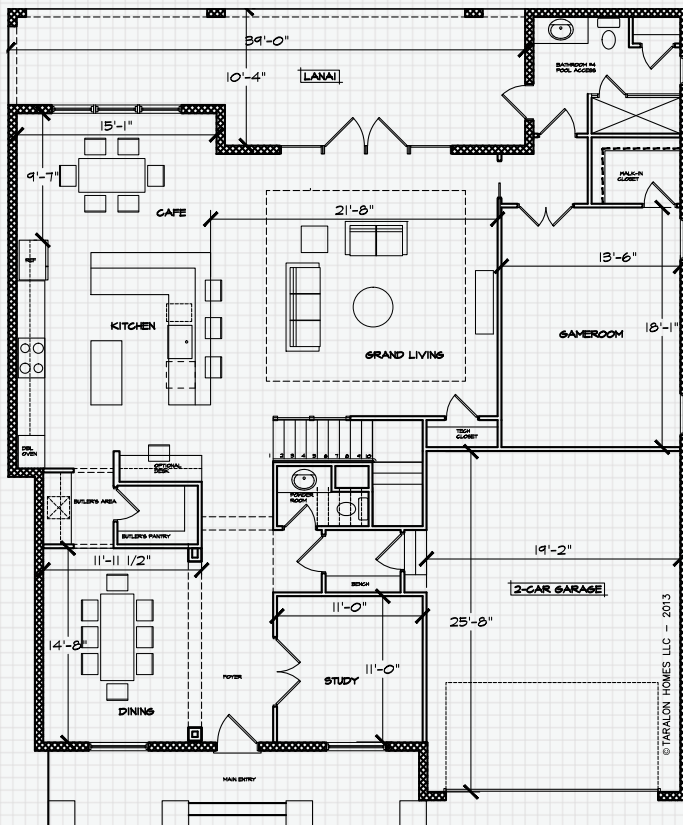 39'-0"
10'-4"
LANAI
BATHROOM #4
POOL ACCESS
15'-1"
9'-7"
CAFE
21'-8"
WALK-IN
CLOSET
REF
13'-6"
KITCHEN
GAMEROOM
18'-1"
GRAND LIVING
DBL
OVEN
TECH
CLOSET
OPTIONAL
DESK
POWDER
ROOM
BUTLER'S AREA
BUTLER'S PANTRY
11'-11 1/2"
19'-2"
BENCH
2-CAR GARAGE
11'-0"
25'-8"
14'-8"
11'-0"
FOYER
STUDY
DINING
MAIN ENTRY
© TARALON HOMES LLC - 2013